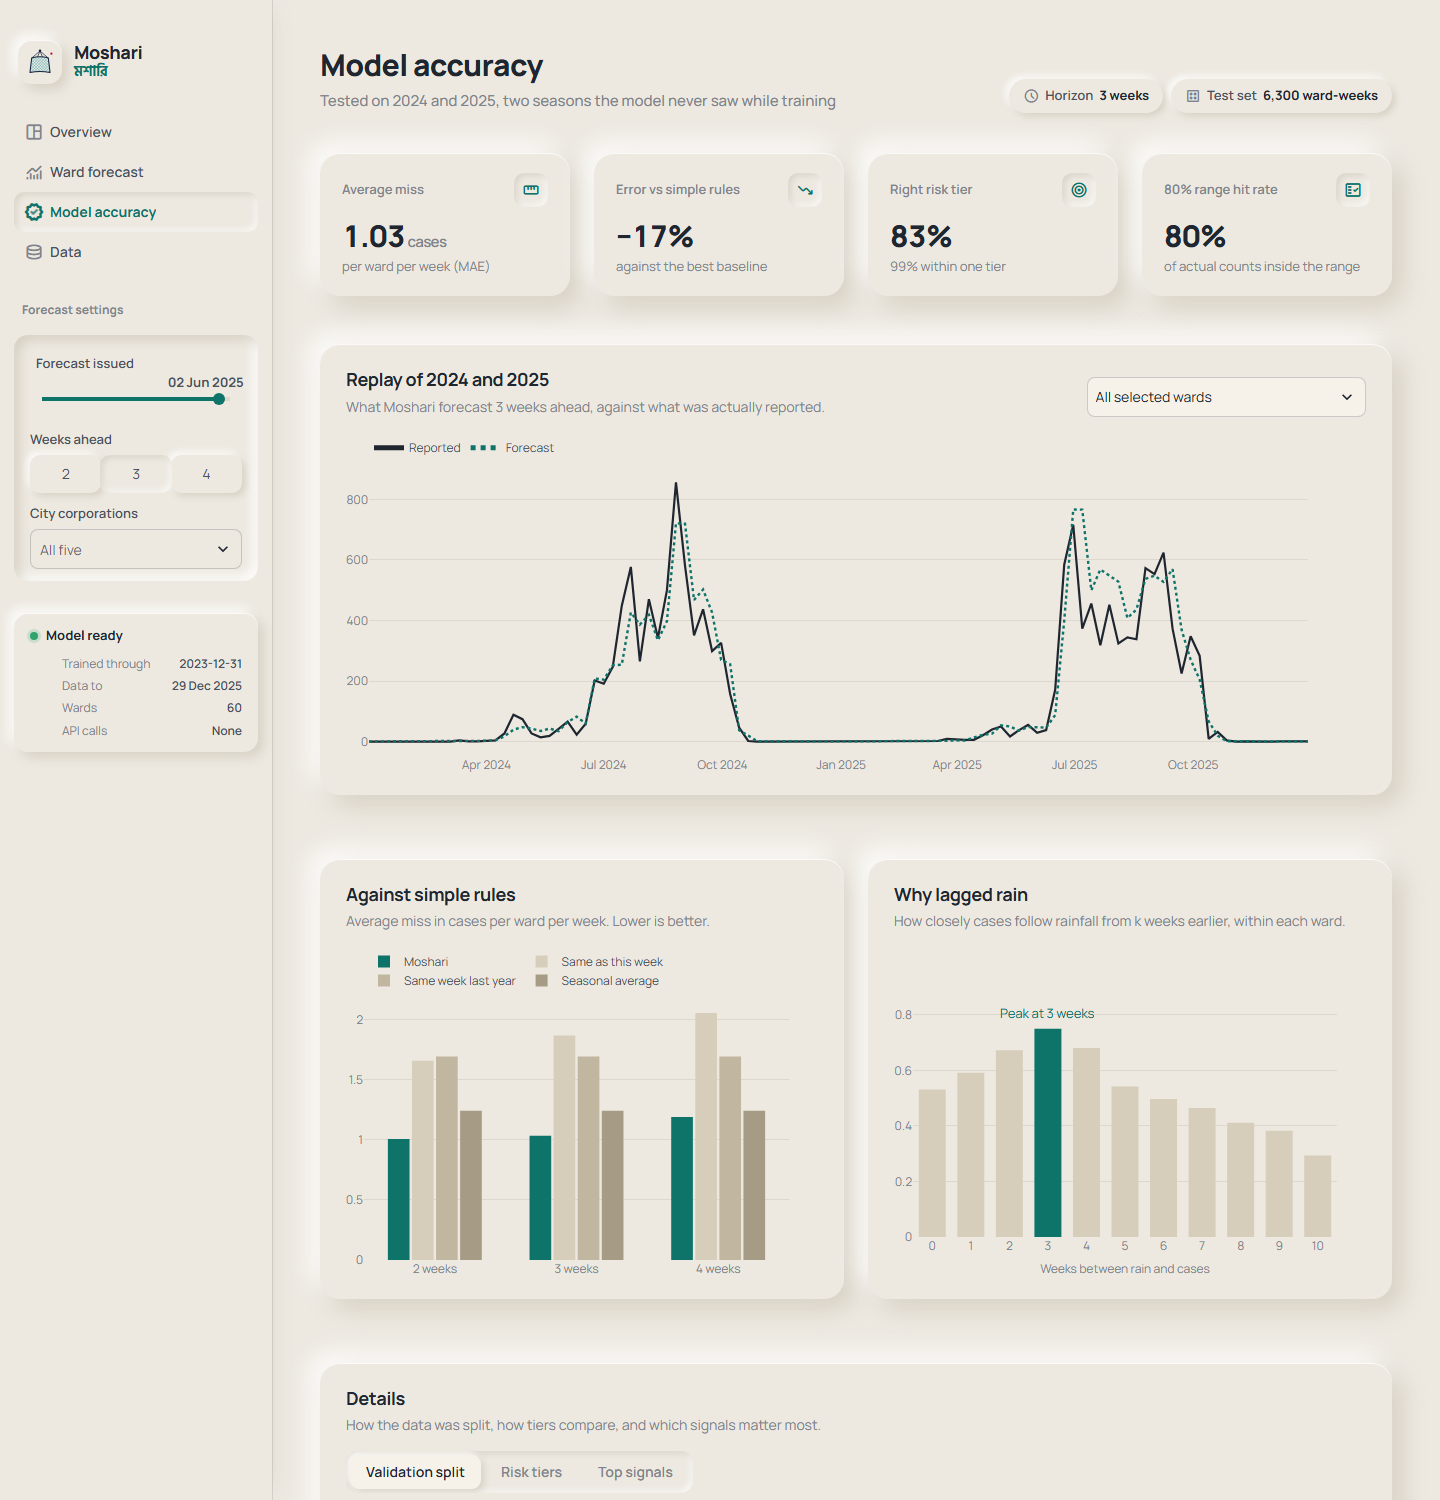 Moshari
মশারি
Overview
Ward forecast
Model accuracy
Data
Forecast settings
Forecast issued
02 Jun 2025
Weeks ahead
2 3 4
City corporations
All five
Model ready
Trained through 2023-12-31
Data to 29 Dec 2025
Wards 60
API calls None
Model accuracy
Tested on 2024 and 2025, two seasons the model never saw while training
Horizon 3 weeks
Test set 6,300 ward-weeks
Average miss
1.03 cases
per ward per week (MAE)
Error vs simple rules
−17%
against the best baseline
Right risk tier
83%
99% within one tier
80% range hit rate
80%
of actual counts inside the range
Replay of 2024 and 2025
What Moshari forecast 3 weeks ahead, against what was actually reported.
All selected wards
Reported Forecast
800
600
400
200
0
Apr 2024 Jul 2024 Oct 2024 Jan 2025 Apr 2025 Jul 2025 Oct 2025
Against simple rules
Average miss in cases per ward per week. Lower is better.
Moshari Same as this week
Same week last year Seasonal average
2
1.5
1
0.5
0
2 weeks 3 weeks 4 weeks
Why lagged rain
How closely cases follow rainfall from k weeks earlier, within each ward.
Peak at 3 weeks
0.8
0.6
0.4
0.2
0
0 1 2 3 4 5 6 7 8 9 10
Weeks between rain and cases
Details
How the data was split, how tiers compare, and which signals matter most.
Validation split Risk tiers Top signals